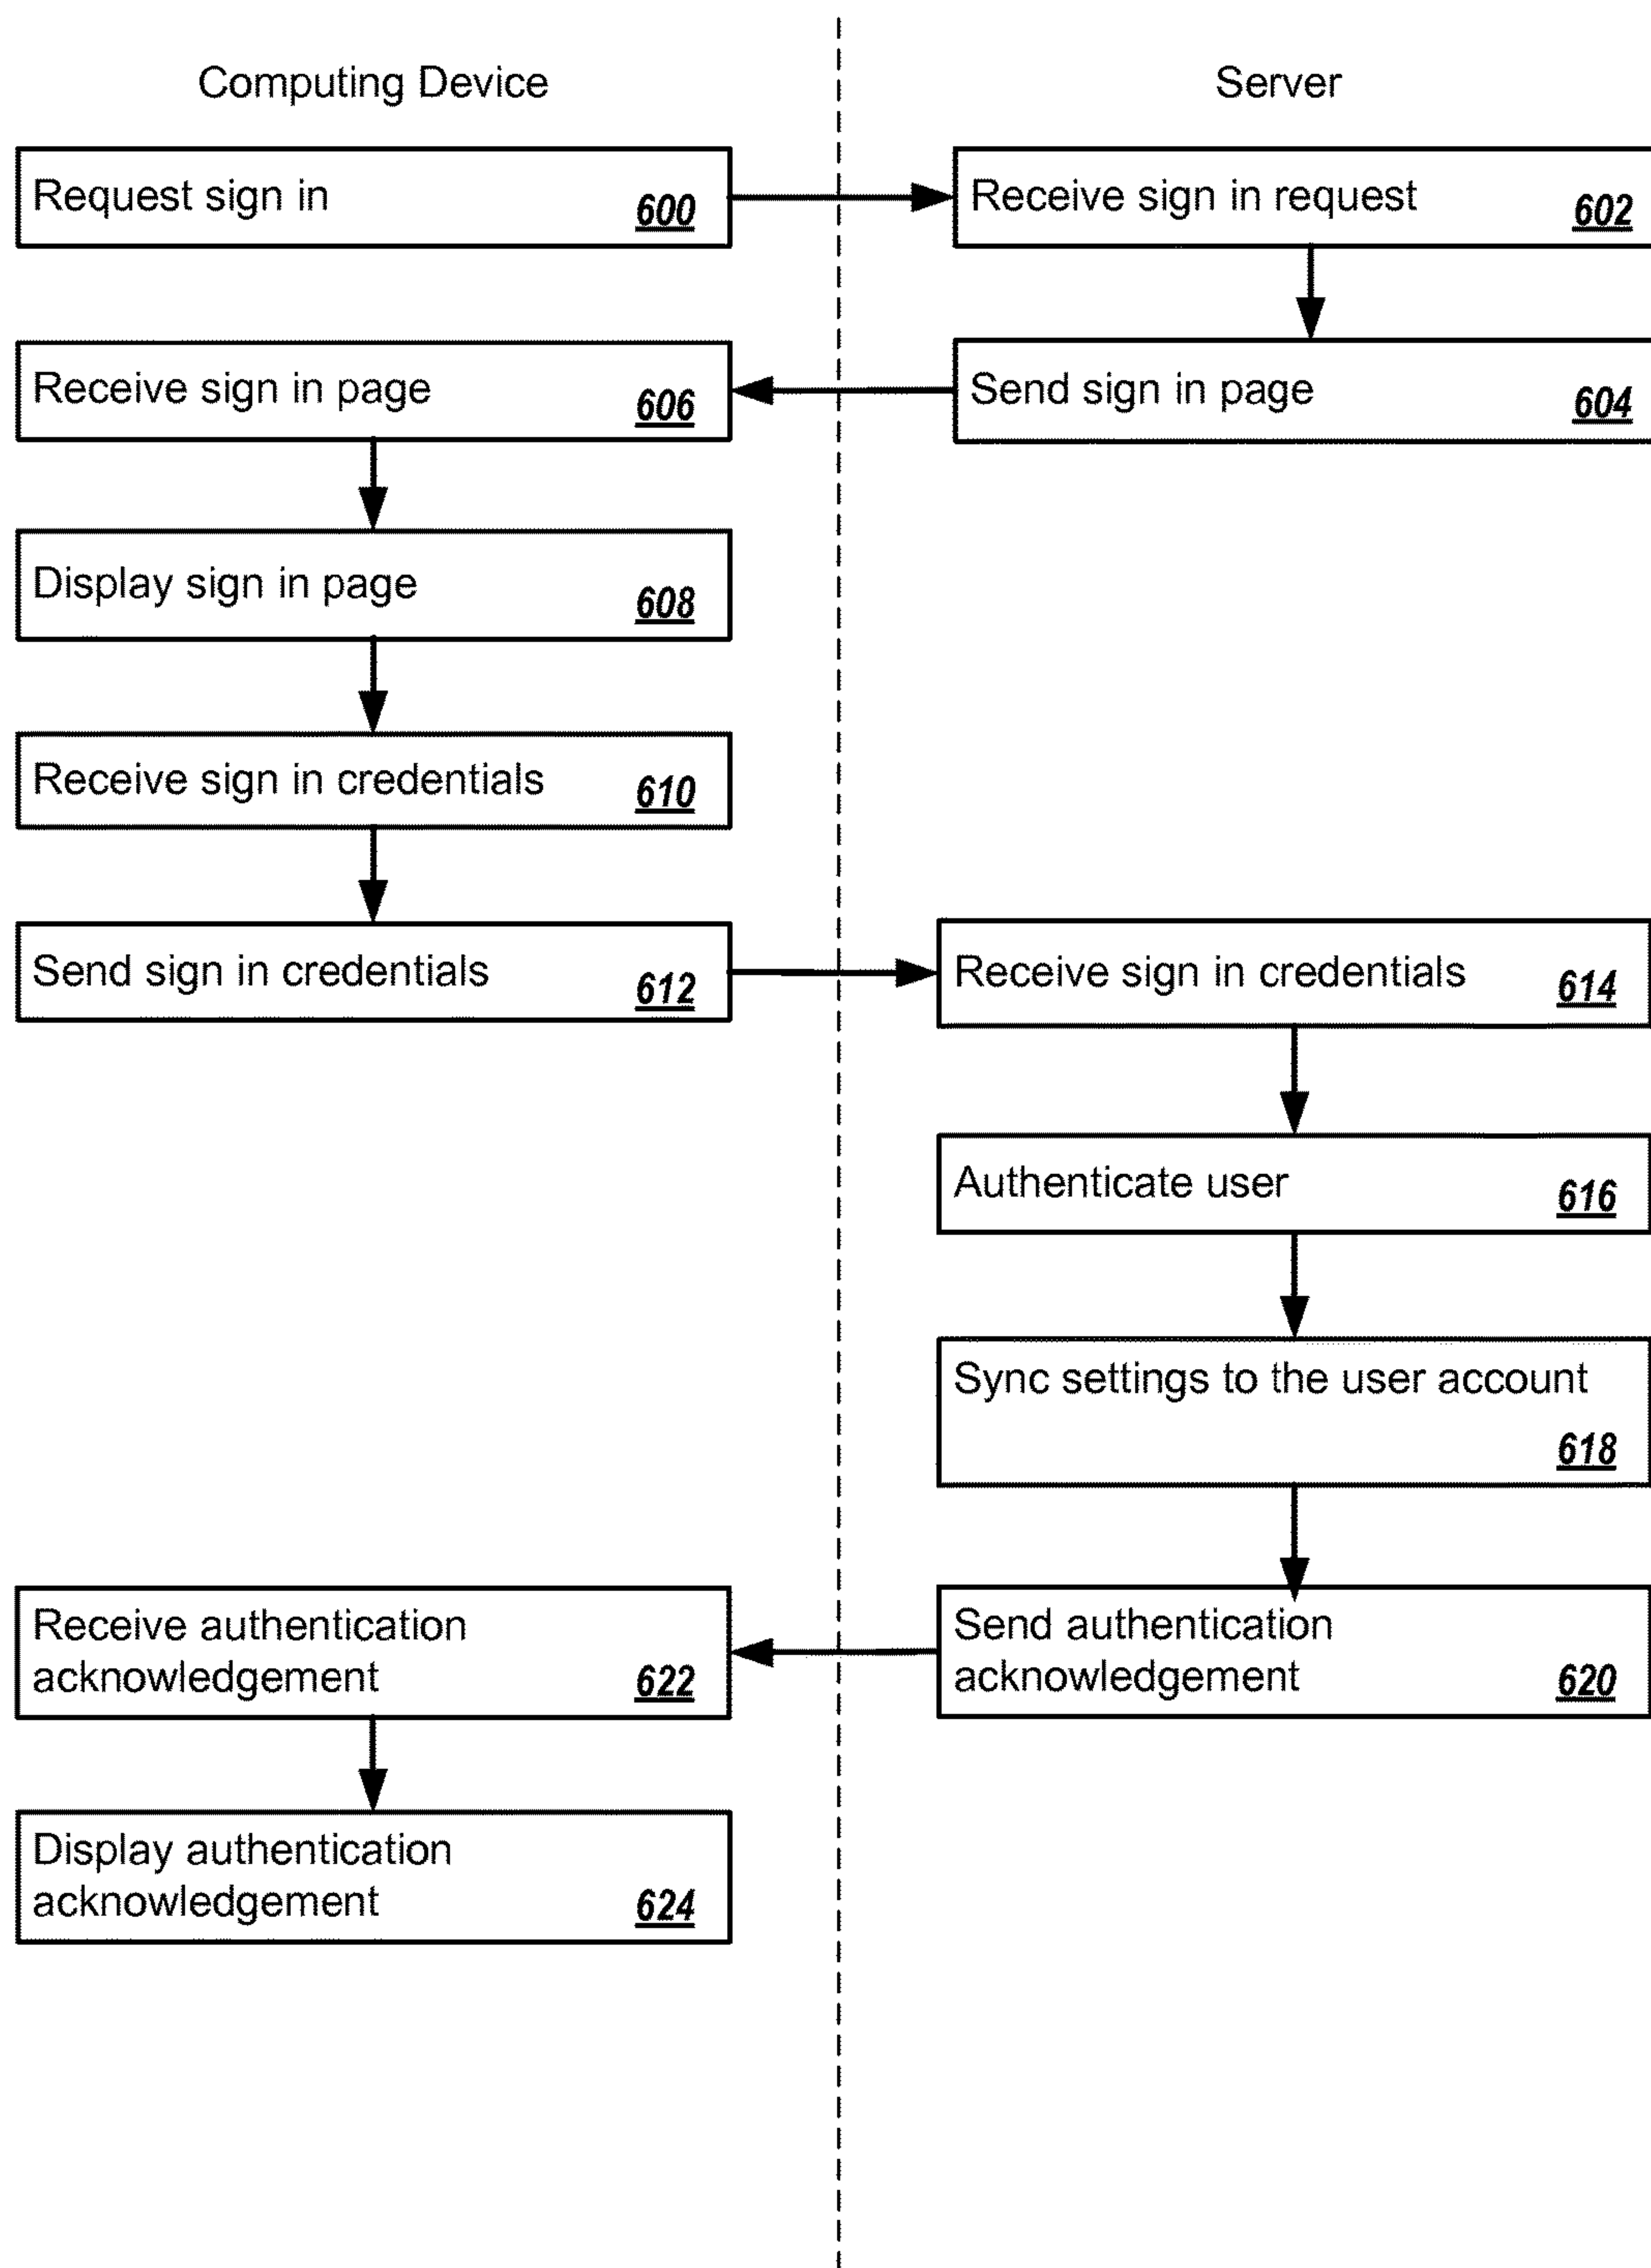 Computing Device
Server
Request sign in
600
Receive sign in request
602
Receive sign in page
606
Send sign in page
604
Display sign in page
608
Receive sign in credentials
610
Send sign in credentials
612
Receive sign in credentials
614
Authenticate user
616
Sync settings to the user account
618
Receive authentication
acknowledgement
622
Send authentication
acknowledgement
620
Display authentication
acknowledgement
624